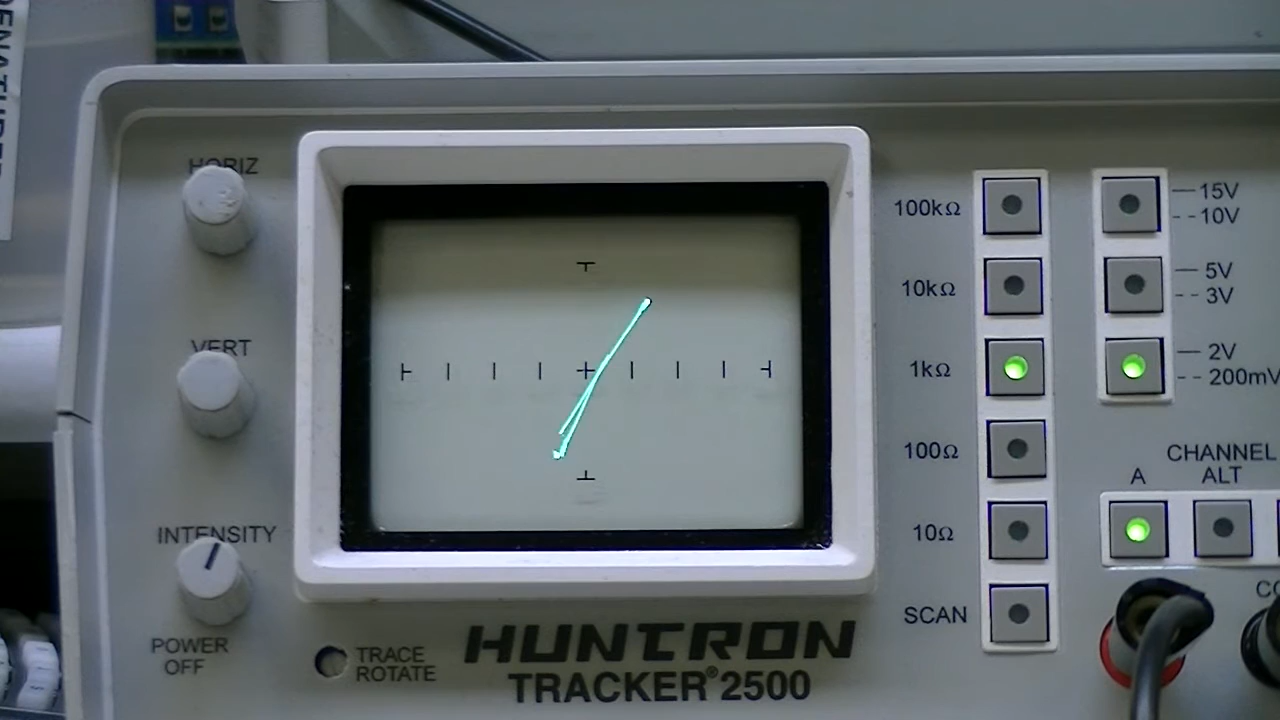 HORIZ
VERT
INTENSITY
POWER
OFF
TRACE
ROTATE
HUNTRON
TRACKER®2500
100kΩ
10kΩ
1kΩ
100Ω
10Ω
SCAN
15V
10V
5V
3V
2V
200mV
CHANNEL
A ALT